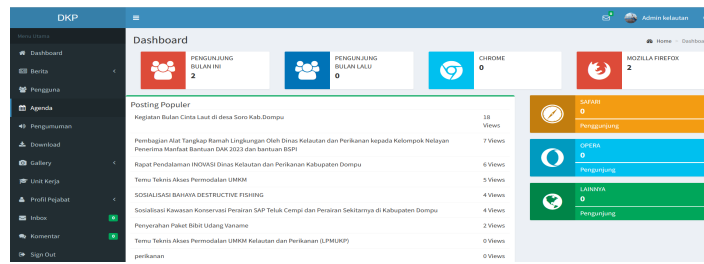 DKP
Admin kelautan
Menu Utama
Dashboard
Berita
Pengguna
Agenda
Pengumuman
Download
Gallery
Unit Kerja
Profil Pejabat
Inbox 0
Komentar 0
Sign Out
Dashboard
Home > Dashboa
PENGUNJUNG
BULAN INI
2
PENGUNJUNG
BULAN LALU
0
CHROME
0
MOZILLA FIREFOX
2
Posting Populer
Kegiatan Bulan Cinta Laut di desa Soro Kab.Dompu 18 Views
Pembagian Alat Tangkap Ramah Lingkungan Oleh Dinas Kelautan dan Perikanan kepada Kelompok Nelayan 7 Views
Penerima Manfaat Bantuan DAK 2023 dan bantuan BSPI
Rapat Pendalaman INOVASI Dinas Kelautan dan Perikanan Kabupaten Dompu 6 Views
Temu Teknis Akses Permodalan UMKM 5 Views
SOSIALISASI BAHAYA DESTRUCTIVE FISHING 4 Views
Sosialisasi Kawasan Konservasi Perairan SAP Teluk Cempi dan Perairan Sekitarnya di Kabupaten Dompu 4 Views
Penyerahan Paket Bibit Udang Vaname 2 Views
Temu Teknis Akses Permodalan UMKM Kelautan dan Perikanan (LPMUKP) 0 Views
perikanan 0 Views
SAFARI
0
Penggunjung
OPERA
0
Pengunjung
LAINNYA
0
Pengunjung